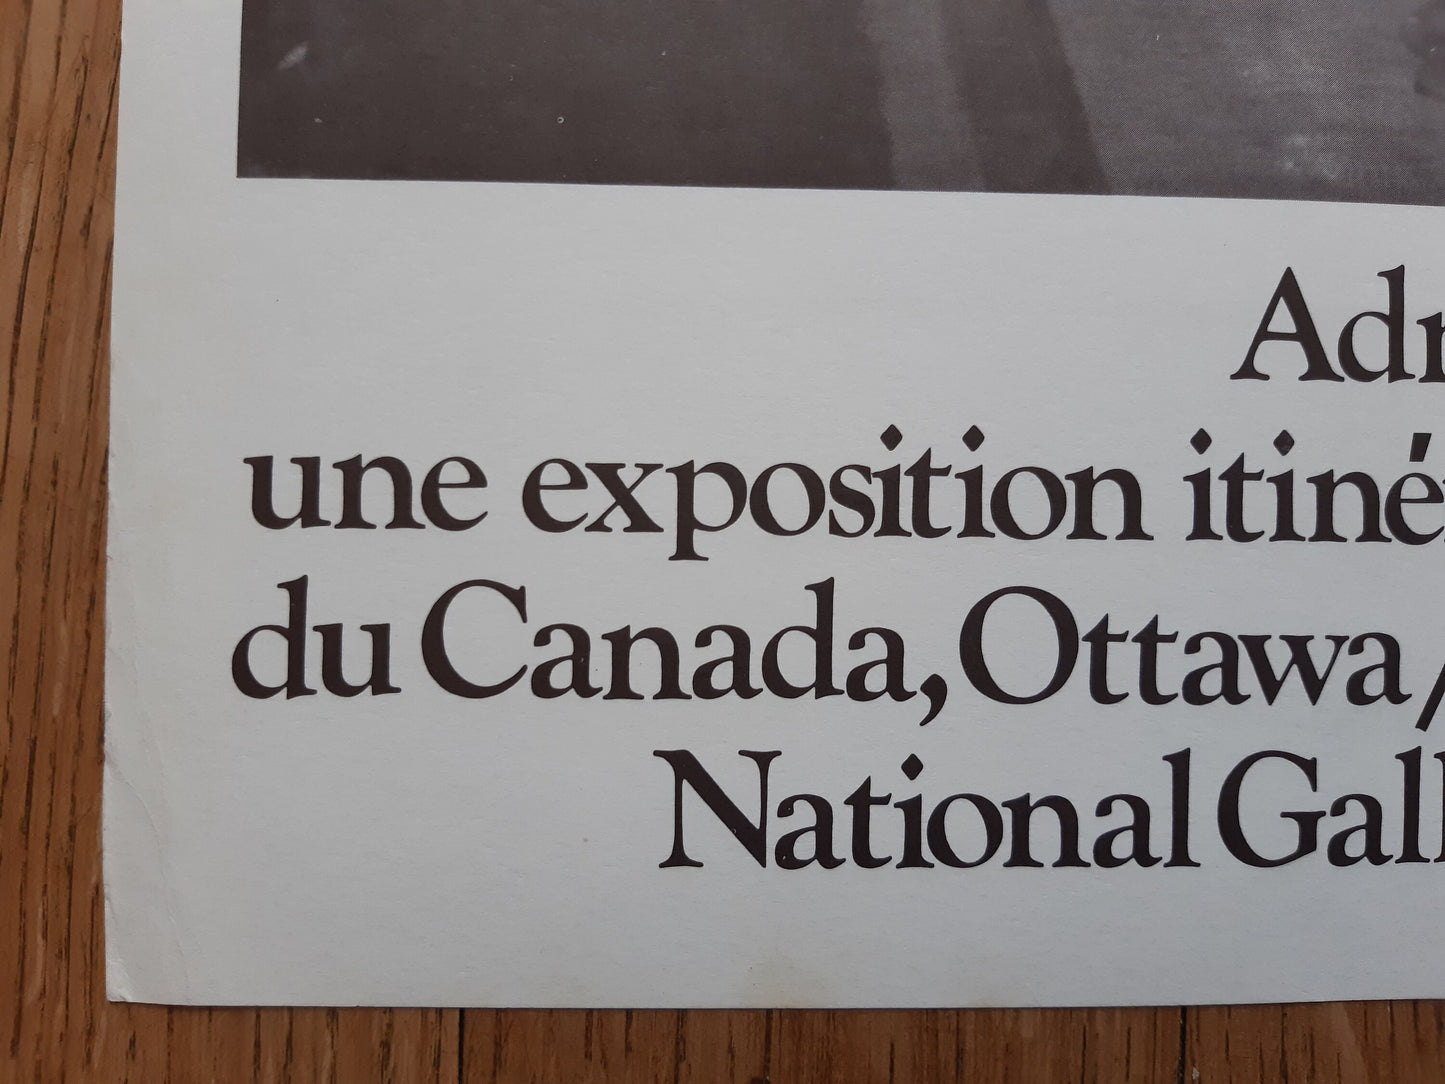 Adr
une exposition itiné
du Canada, Ottawa/
National Gall